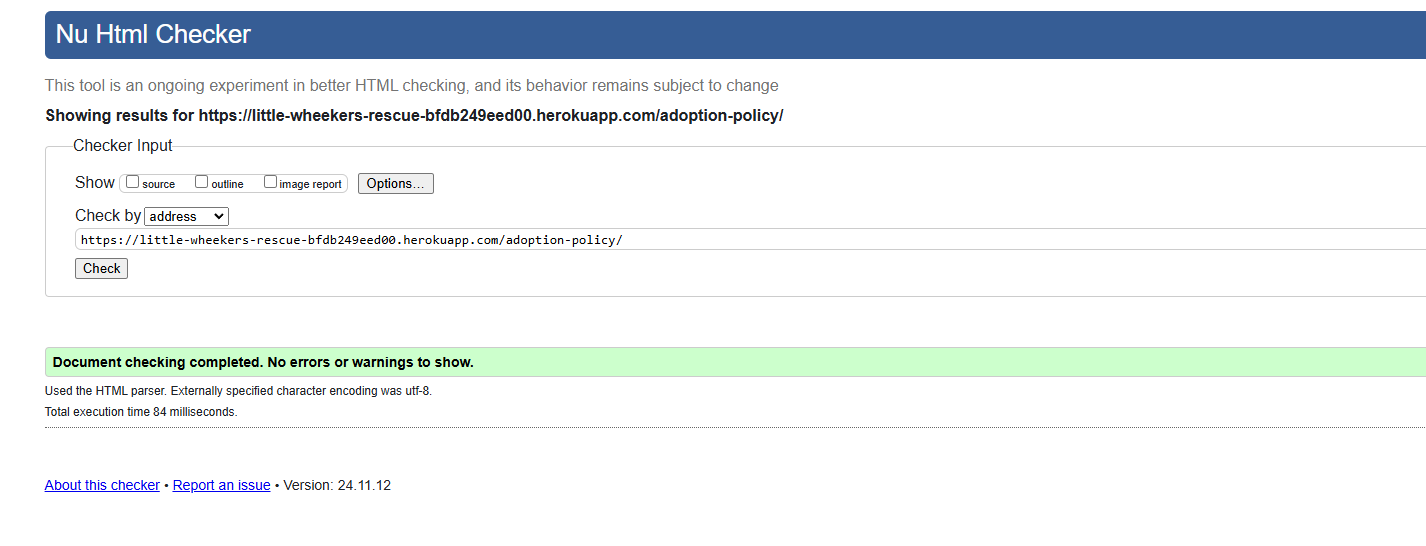 Nu Html Checker
This tool is an ongoing experiment in better HTML checking, and its behavior remains subject to change
Showing results for https://little-wheekers-rescue-bfdb249eed00.herokuapp.com/adoption-policy/
Checker Input
Show source outline image report Options...
Check by address
https://little-wheekers-rescue-bfdb249eed00.herokuapp.com/adoption-policy/
Check
Document checking completed. No errors or warnings to show.
Used the HTML parser. Externally specified character encoding was utf-8.
Total execution time 84 milliseconds.
About this checker • Report an issue • Version: 24.11.12